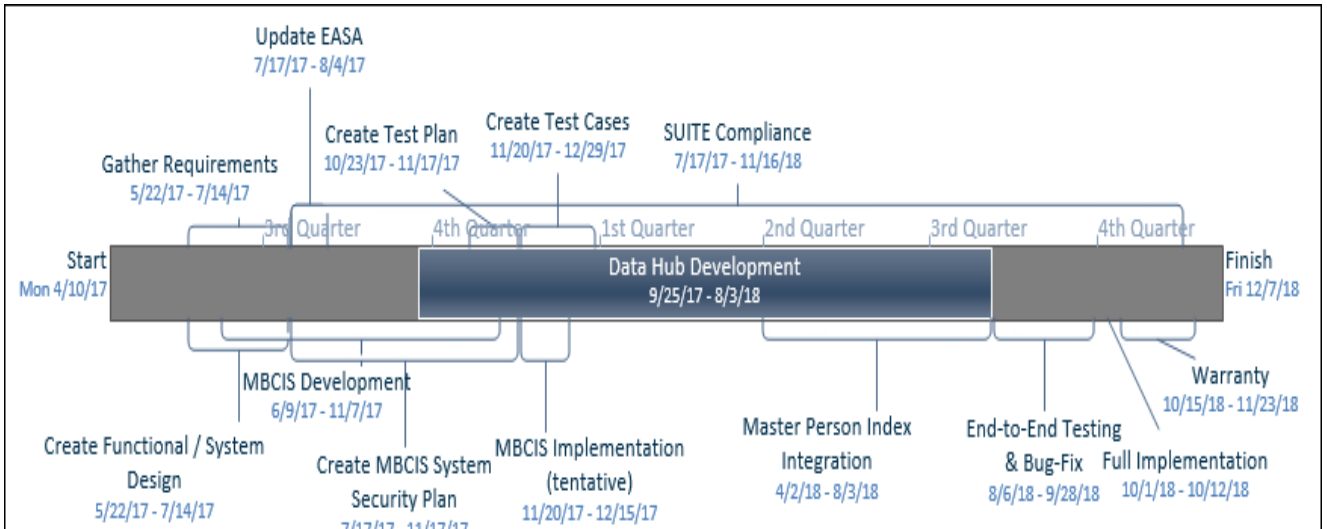 Update EASA
7/17/17 - 8/4/17
Create Test Plan
10/23/17 - 11/17/17
Create Test Cases
11/20/17 - 12/29/17
SUITE Compliance
7/17/17 - 11/16/18
Gather Requirements
5/22/17 - 7/14/17
3rd Quarter
4th Quarter
1st Quarter
2nd Quarter
3rd Quarter
4th Quarter
Start
Mon 4/10/17
Data Hub Development
9/25/17 - 8/3/18
Finish
Fri 12/7/18
MBCIS Development
6/9/17 - 11/7/17
Warranty
10/15/18 - 11/23/18
Create Functional / System
Design
5/22/17 - 7/14/17
Create MBCIS System
Security Plan
7/17/17 - 11/17/17
MBCIS Implementation
(tentative)
11/20/17 - 12/15/17
Master Person Index
Integration
4/2/18 - 8/3/18
End-to-End Testing
& Bug-Fix
8/6/18 - 9/28/18
Full Implementation
10/1/18 - 10/12/18